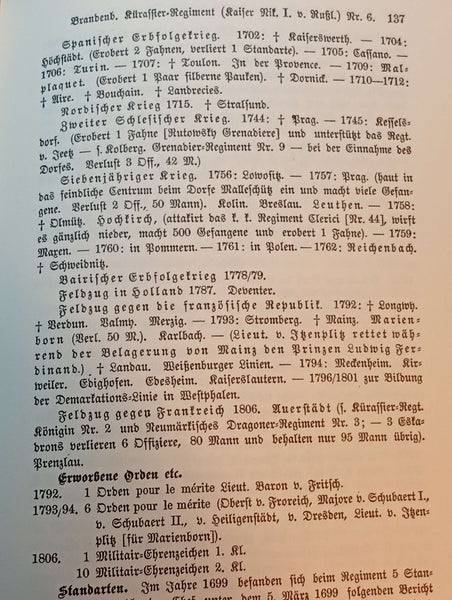 Brandenb. Kürassier-Regiment (Kaiser Nik. I. v. Rußl.) Nr. 6. 137
Spanischer Erbfolgekrieg. 1702: † Kaiserswerth. — 1704:
Höchstädt. (Erobert 2 Fahnen, verliert 1 Standarte). — 1705: Cassano. —
1706: Turin. — 1707: † Toulon. In der Provence. — 1709: Mal-
plaquet. (Erobert 1 Paar silberne Pauken). † Dornick. — 1710—1712:
† Aire. † Bouchain. † Landrecies.
Nordischer Krieg 1715. † Stralsund.
Zweiter Schlesischer Krieg. 1744: † Prag. — 1745: Kessels-
dorf. (Erobert 1 Fahne [Rutowsky Grenadiere] und unterstützt das Regt.
v. Jeetz — s. Kolberg. Grenadier-Regiment Nr. 9 — bei der Einnahme des
Dorfes. Verlust 3 Off., 42 M.)
Siebenjähriger Krieg. 1756: Lowositz. — 1757: Prag. (haut in
das feindliche Centrum beim Dorfe Malleschütz ein und macht viele Gefan-
gene. Verlust 2 Off., 50 Mann). Kolin. Breslau. Leuthen. — 1758:
† Olmütz. Hochkirch, (attakirt das k. k. Regiment Clerici [Nr. 44], wirft
es gänzlich nieder, macht 500 Gefangene und erobert 1 Fahne). — 1759:
Maxen. — 1760: in Pommern. — 1761: in Polen. — 1762: Reichenbach.
† Schweidnitz.
Bairischer Erbfolgekrieg 1778/79.
Feldzug in Holland 1787. Deventer.
Feldzug gegen die französische Republik. 1792: † Longwy.
† Verdun. Valmy. Merzig. — 1793: Stromberg. † Mainz. Marien-
born (Verl. 50 M.). Karlbach. — (Lieut. v. Itzenplitz rettet wäh-
rend der Belagerung von Mainz den Prinzen Ludwig Fer-
dinand.) † Landau. Weißenburger Linien. — 1794: Meckenheim. Kir-
weiler. Edighofen. Edesheim. Kaiserslautern. — 1796/1801 zur Bildung
der Demarkations-Linie in Westphalen.
Feldzug gegen Frankreich 1806. Auerstädt (s. Kürassier-Regt.
Königin Nr. 2 und Neumärkisches Dragoner-Regiment Nr. 3; — 3 Eska-
drons verlieren 6 Offiziere, 80 Mann und behalten nur 95 Mann übrig).
Prenzlau.
Erworbene Orden etc.
1792. 1 Orden pour le mérite Lieut. Baron v. Fritsch.
1793/94. 6 Orden pour le mérite (Oberst v. Froreich, Majore v. Schubaert I.,
v. Schubaert II., v. Heiligenstädt, v. Dresden, Lieut. v. Itzen-
plitz [für Marienborn]).
1806. 1 Militair-Ehrenzeichen 1. Kl.
10 Militair-Ehrenzeichen 2. Kl.
Standarten. Im Jahre 1699 befanden sich beim Regiment 5 Stan-
unter dem 5. März 1699 folgenden Bericht